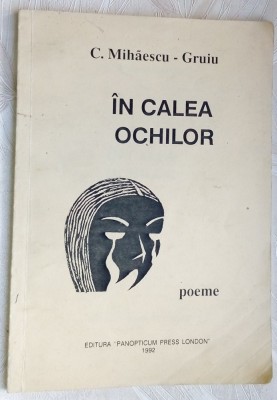 C. Mihăescu - Gruiu
ÎN CALEA
OCHILOR
poeme
EDITURA "PANOPTICUM PRESS LONDON"
1992